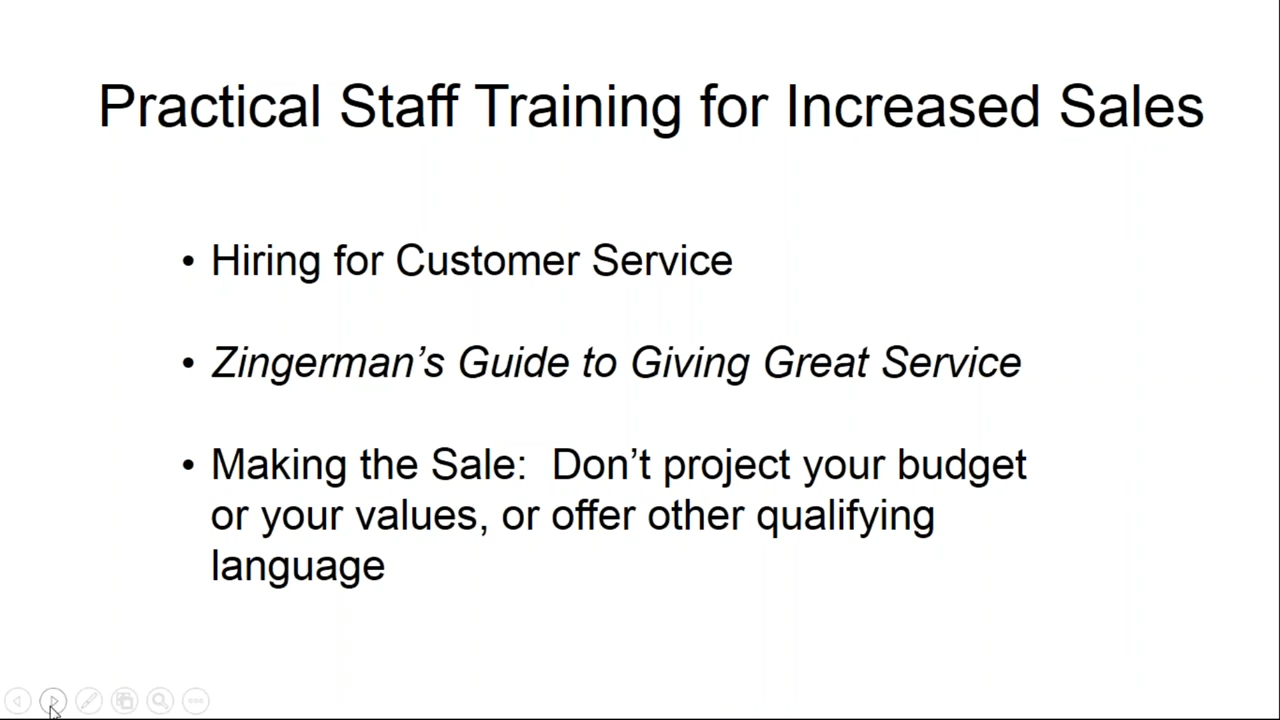 Practical Staff Training for Increased Sales
• Hiring for Customer Service
• Zingerman’s Guide to Giving Great Service
• Making the Sale:  Don’t project your budget
or your values, or offer other qualifying
language